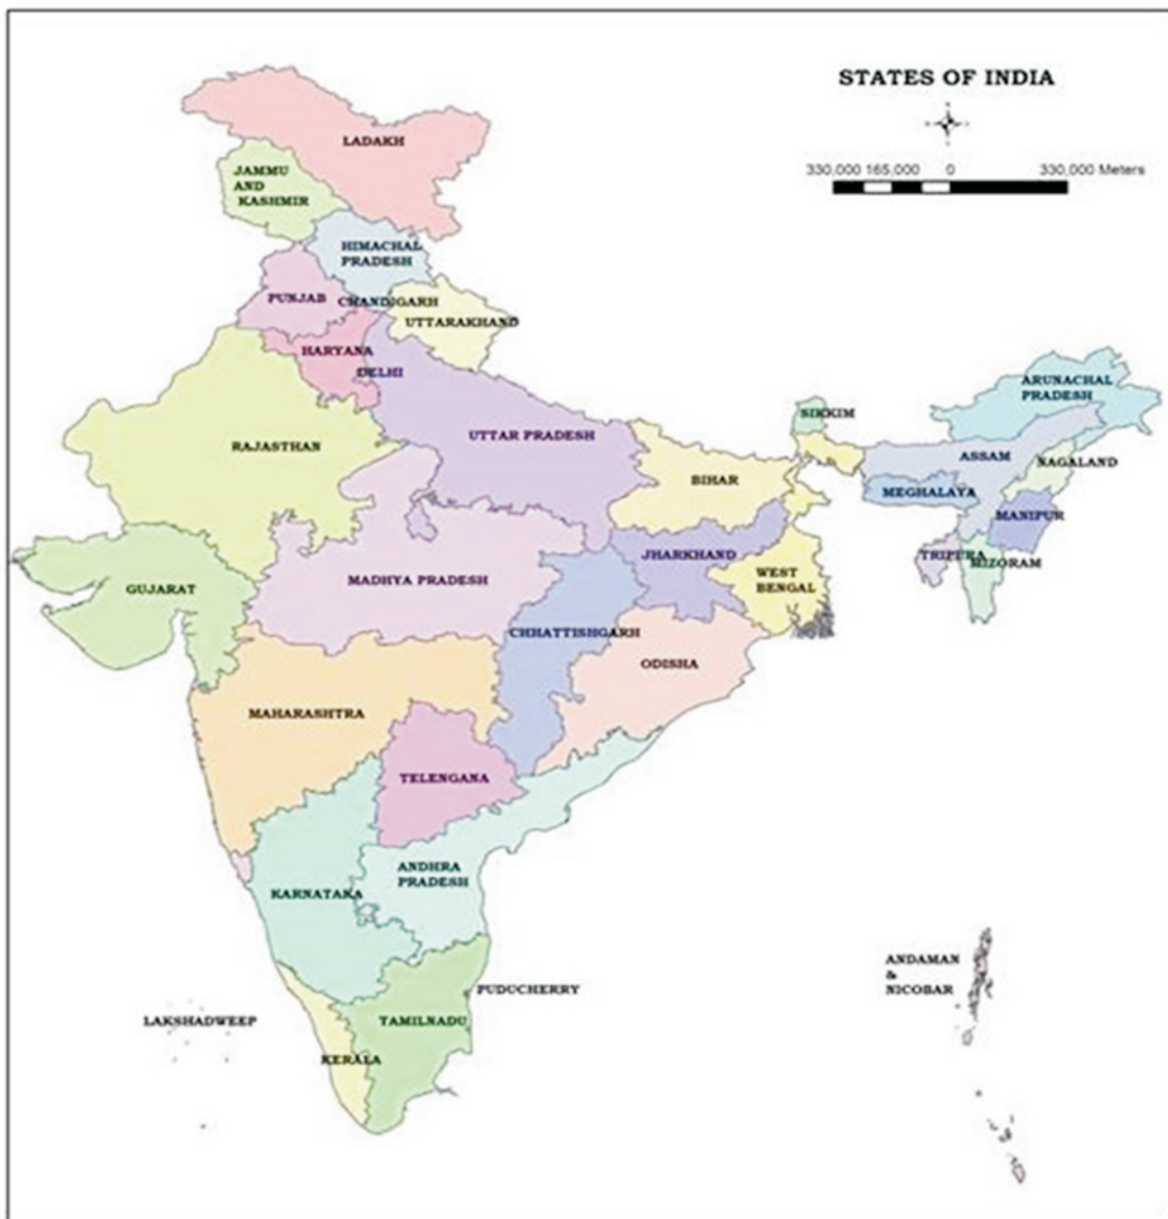 STATES OF INDIA
330,000 165,000 0 330,000 Meters
LADAKH
JAMMU
AND
KASHMIR
HIMACHAL
PRADESH
PUNJAB
CHANDIGARH
UTTARAKHAND
HARYANA
DELHI
ARUNACHAL
PRADESH
SIKKIM
RAJASTHAN
UTTAR PRADESH
ASSAM
NAGALAND
BIHAR
MEGHALAYA
MANIPUR
JHARKHAND
TRIPURA
MIZORAM
GUJARAT
MADHYA PRADESH
WEST
BENGAL
CHHATTISHGARH
ODISHA
MAHARASHTRA
TELENGANA
ANDHRA
PRADESH
KARNATAKA
ANDAMAN
&
NICOBAR
PUDUCHERRY
LAKSHADWEEP
TAMILNADU
KERALA